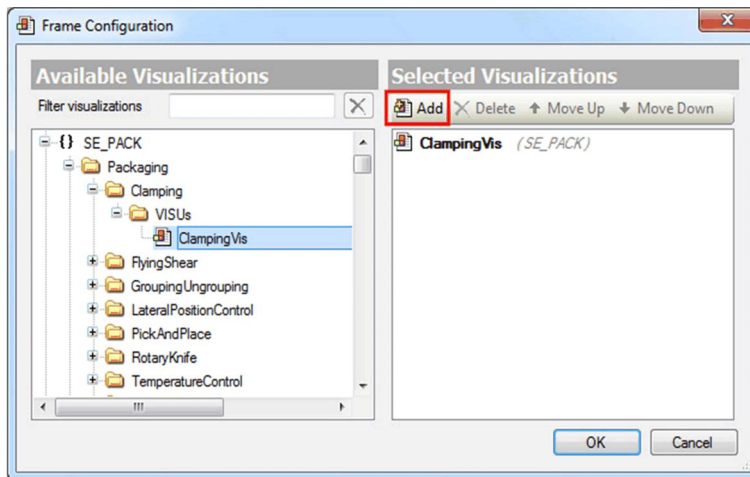 Frame Configuration
Available Visualizations
Filter visualizations
{} SE_PACK
Packaging
Clamping
VISUs
ClampingVis
FlyingShear
GroupingUngrouping
LateralPositionControl
PickAndPlace
RotaryKnife
TemperatureControl
Selected Visualizations
Add Delete Move Up Move Down
ClampingVis (SE_PACK)
OK Cancel